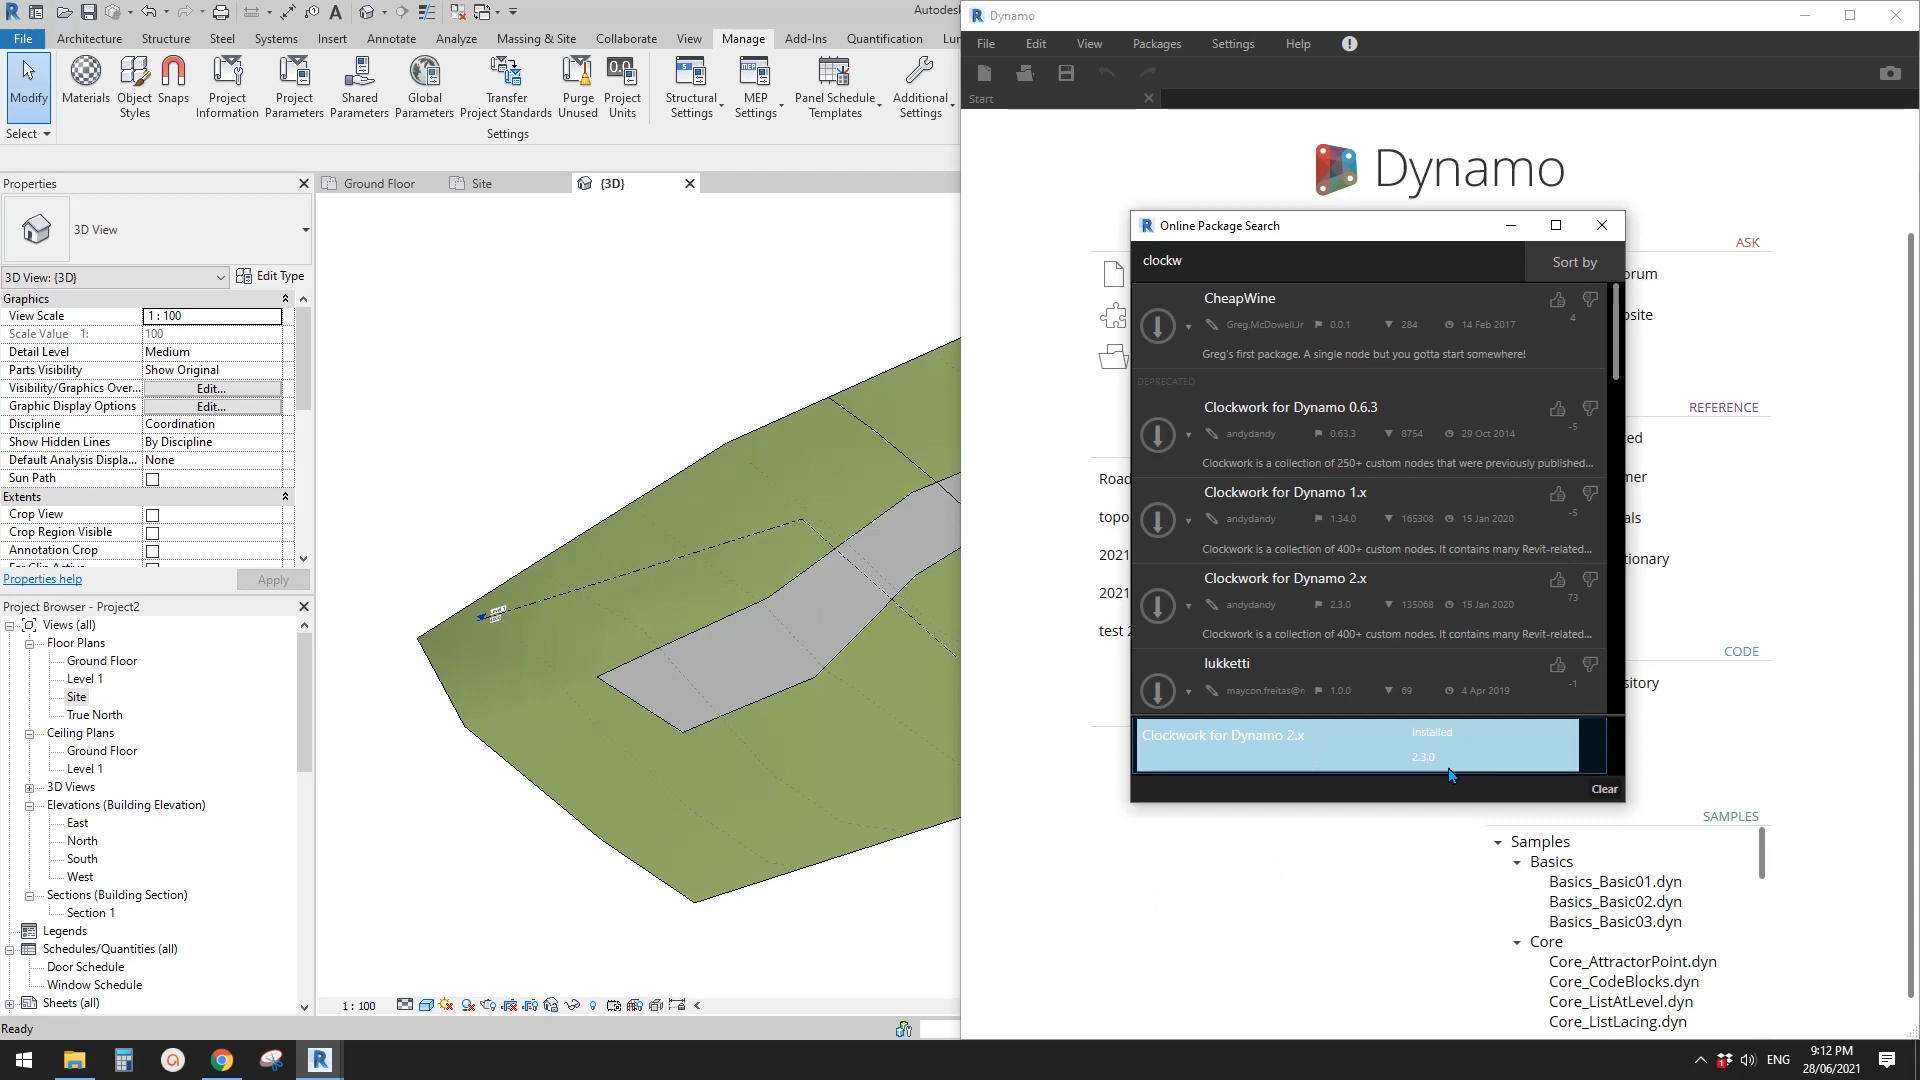 Autodesk
File
Architecture
Structure
Steel
Systems
Insert
Annotate
Analyze
Massing & Site
Collaborate
View
Manage
Add-Ins
Quantification
Modify
Materials
Object Styles
Snaps
Project Information
Project Parameters
Shared Parameters
Global Parameters
Transfer Project Standards
Purge Unused
Project Units
Structural Settings
MEP Settings
Panel Schedule Templates
Additional Settings
Select
Settings
Properties
3D View
3D View: {3D}
Edit Type
Graphics
View Scale 1 : 100
Scale Value 1: 100
Detail Level Medium
Parts Visibility Show Original
Visibility/Graphics Over... Edit...
Graphic Display Options Edit...
Discipline Coordination
Show Hidden Lines By Discipline
Default Analysis Displa... None
Sun Path
Extents
Crop View
Crop Region Visible
Annotation Crop
Properties help
Apply
Project Browser - Project2
Views (all)
Floor Plans
Ground Floor
Level 1
Site
True North
Ceiling Plans
Ground Floor
Level 1
3D Views
Elevations (Building Elevation)
East
North
South
West
Sections (Building Section)
Section 1
Legends
Schedules/Quantities (all)
Door Schedule
Window Schedule
Sheets (all)
Ready
Ground Floor
Site
{3D}
1 : 100
Dynamo
File
Edit
View
Packages
Settings
Help
Start
Dynamo
ASK
orum
osite
REFERENCE
ted
mer
als
tionary
CODE
sitory
Road
topo
2021
2021
test 2
Online Package Search
clockw
Sort by
CheapWine
Greg.McDowellJr 0.0.1 284 14 Feb 2017
4
Greg's first package. A single node but you gotta start somewhere!
DEPRECATED
Clockwork for Dynamo 0.6.3
andydandy 0.63.3 8754 29 Oct 2014
-5
Clockwork is a collection of 250+ custom nodes that were previously published...
Clockwork for Dynamo 1.x
andydandy 1.34.0 165308 15 Jan 2020
-5
Clockwork is a collection of 400+ custom nodes. It contains many Revit-related...
Clockwork for Dynamo 2.x
andydandy 2.3.0 135068 15 Jan 2020
73
Clockwork is a collection of 400+ custom nodes. It contains many Revit-related...
lukketti
maycon.freitas@n 1.0.0 69 4 Apr 2019
-1
Clockwork for Dynamo 2.x
Installed
2.3.0
Clear
SAMPLES
Samples
Basics
Basics_Basic01.dyn
Basics_Basic02.dyn
Basics_Basic03.dyn
Core
Core_AttractorPoint.dyn
Core_CodeBlocks.dyn
Core_ListAtLevel.dyn
Core_ListLacing.dyn
ENG
9:12 PM
28/06/2021